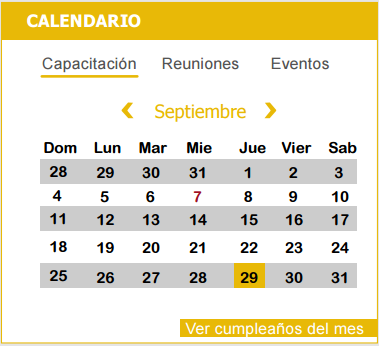 CALENDARIO
Capacitación Reuniones Eventos
‹ Septiembre ›
Dom Lun Mar Mie Jue Vier Sab
28 29 30 31 1 2 3
4 5 6 7 8 9 10
11 12 13 14 15 16 17
18 19 20 21 22 23 24
25 26 27 28 29 30 31
Ver cumpleaños del mes